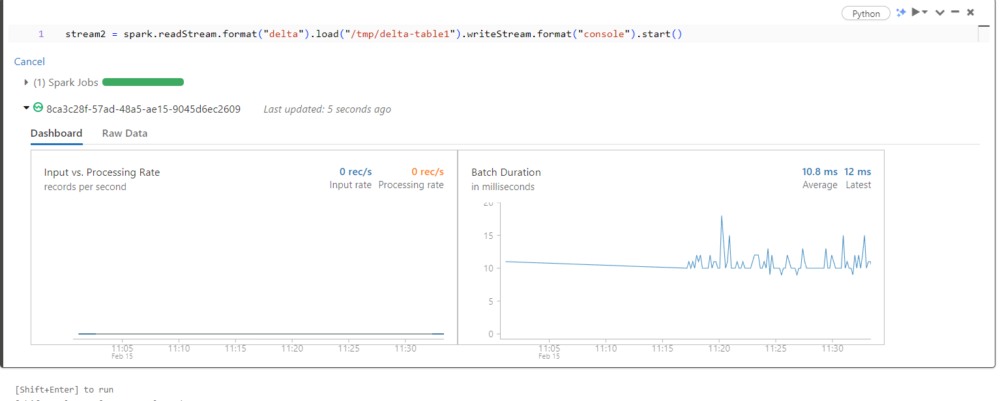 Python
1 stream2 = spark.readStream.format("delta").load("/tmp/delta-table1").writeStream.format("console").start()
Cancel
(1) Spark Jobs
8ca3c28f-57ad-48a5-ae15-9045d6ec2609 Last updated: 5 seconds ago
Dashboard Raw Data
Input vs. Processing Rate
records per second
0 rec/s
Input rate
0 rec/s
Processing rate
11:05 11:10 11:15 11:20 11:25 11:30
Feb 15
Batch Duration
in milliseconds
10.8 ms
Average
12 ms
Latest
20
15
10
5
0
11:05 11:10 11:15 11:20 11:25 11:30
Feb 15
[Shift+Enter] to run